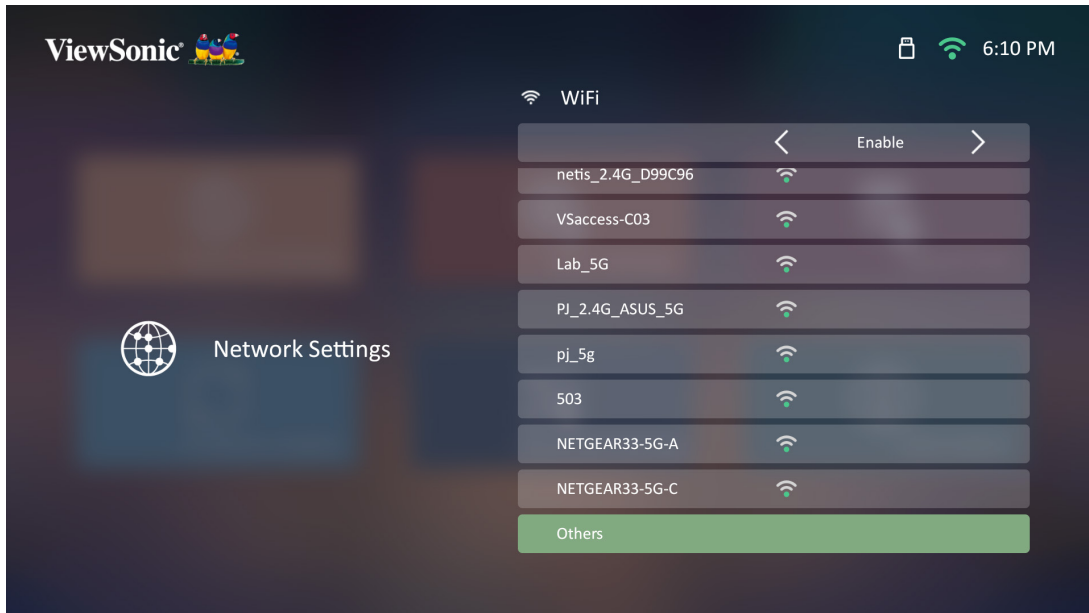 ViewSonic
6:10 PM
WiFi
Enable
netis_2.4G_D99C96
VSaccess-C03
Lab_5G
PJ_2.4G_ASUS_5G
pj_5g
503
NETGEAR33-5G-A
NETGEAR33-5G-C
Others
Network Settings